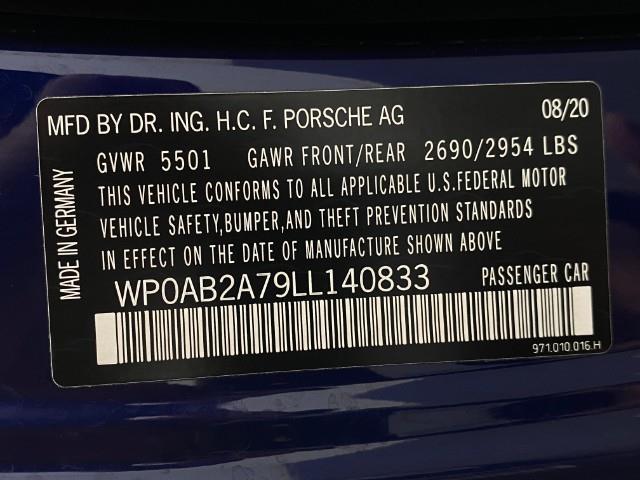 MFD BY DR. ING. H.C. F. PORSCHE AG 08/20
GVWR 5501 GAWR FRONT/REAR 2690/2954 LBS
THIS VEHICLE CONFORMS TO ALL APPLICABLE U.S.FEDERAL MOTOR
VEHICLE SAFETY,BUMPER,AND THEFT PREVENTION STANDARDS
IN EFFECT ON THE DATE OF MANUFACTURE SHOWN ABOVE
MADE IN GERMANY
WP0AB2A79LL140833 PASSENGER CAR
971.010.016.H